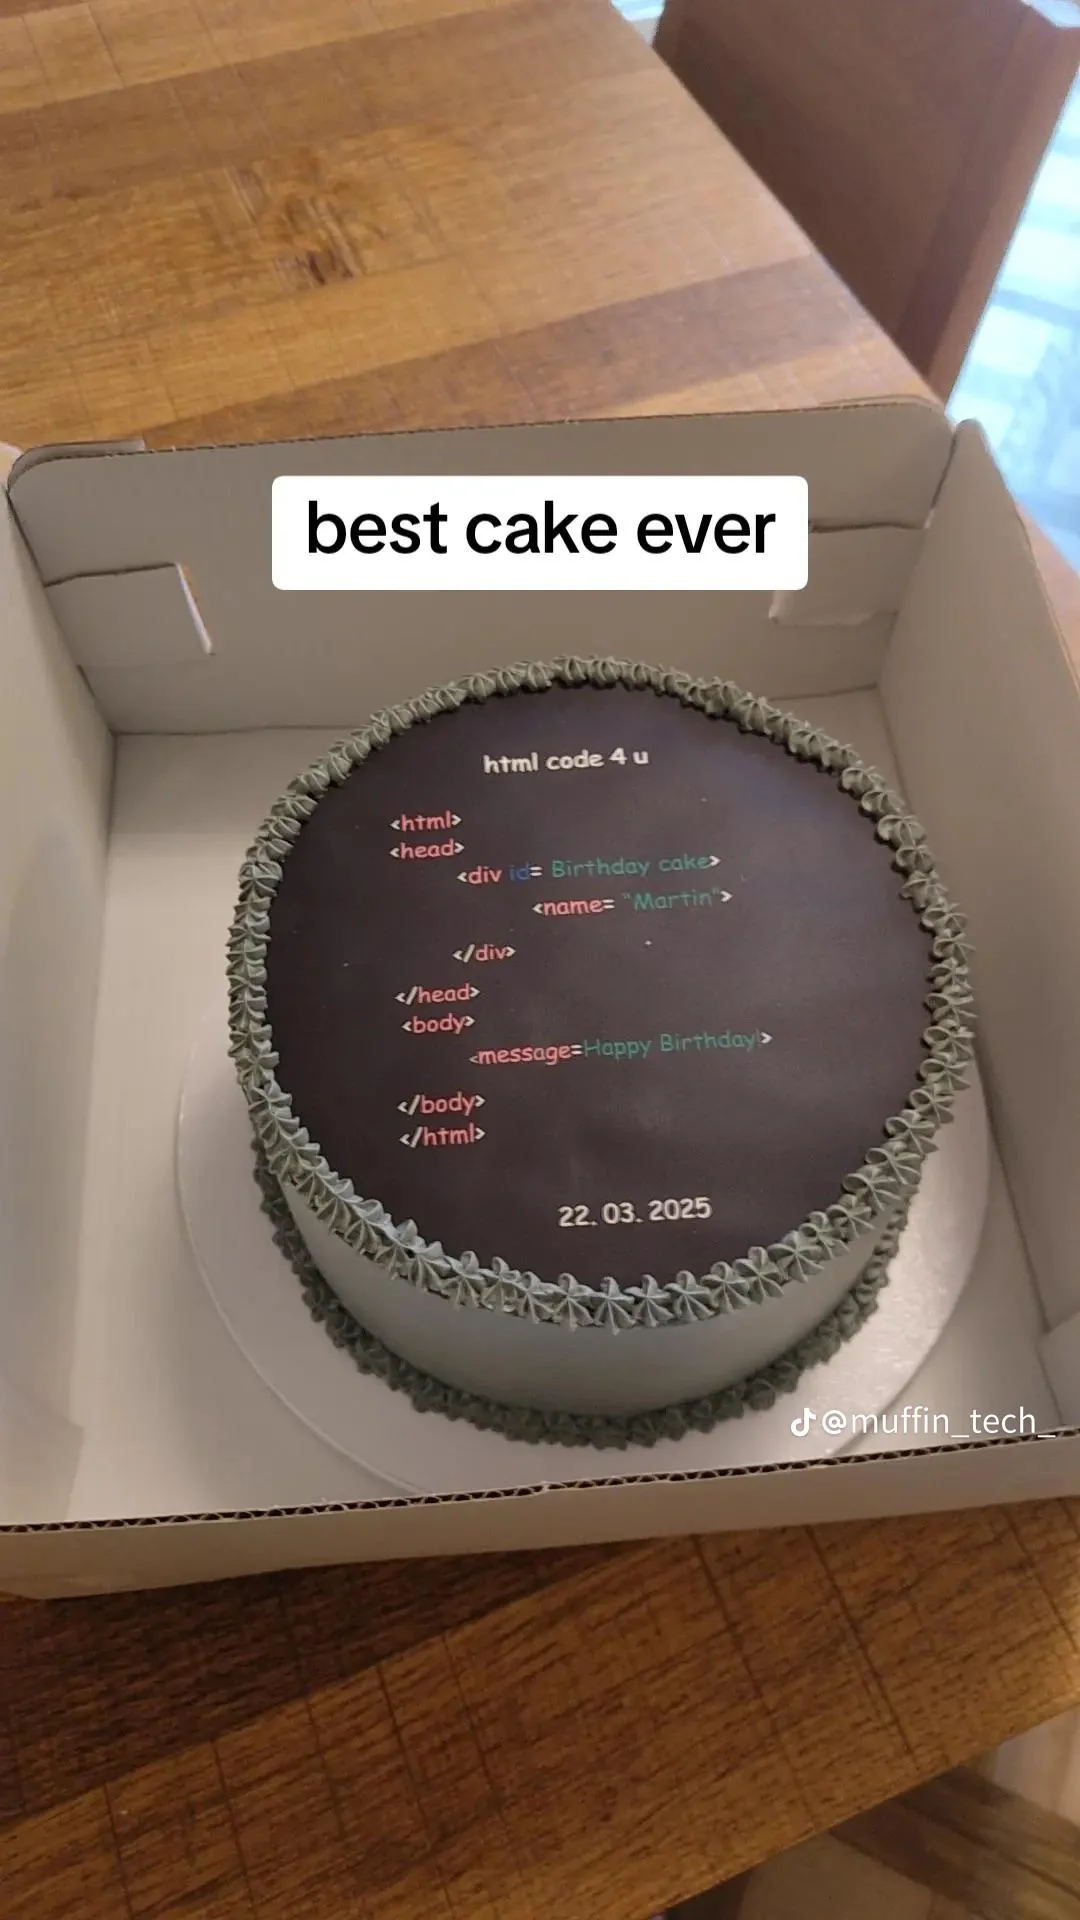 best cake ever
html code 4 u
<html>
<head>
<div id= Birthday cake>
<name= "Martin">
</div>
</head>
<body>
<message=Happy Birthday!>
</body>
</html>
22. 03. 2025
@muffin_tech_